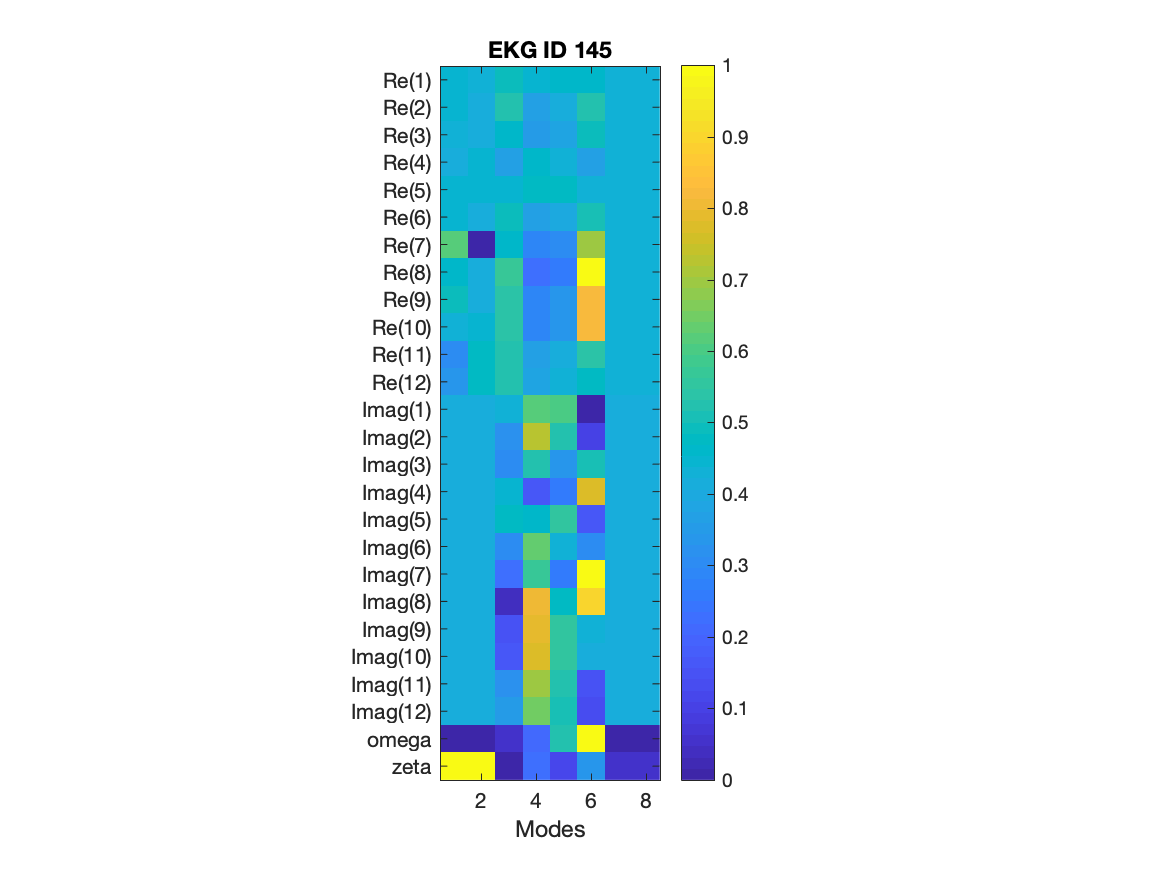 EKG ID 145
Re(1)
Re(2)
Re(3)
Re(4)
Re(5)
Re(6)
Re(7)
Re(8)
Re(9)
Re(10)
Re(11)
Re(12)
Imag(1)
Imag(2)
Imag(3)
Imag(4)
Imag(5)
Imag(6)
Imag(7)
Imag(8)
Imag(9)
Imag(10)
Imag(11)
Imag(12)
omega
zeta
2 4 6 8
Modes
1
0.9
0.8
0.7
0.6
0.5
0.4
0.3
0.2
0.1
0